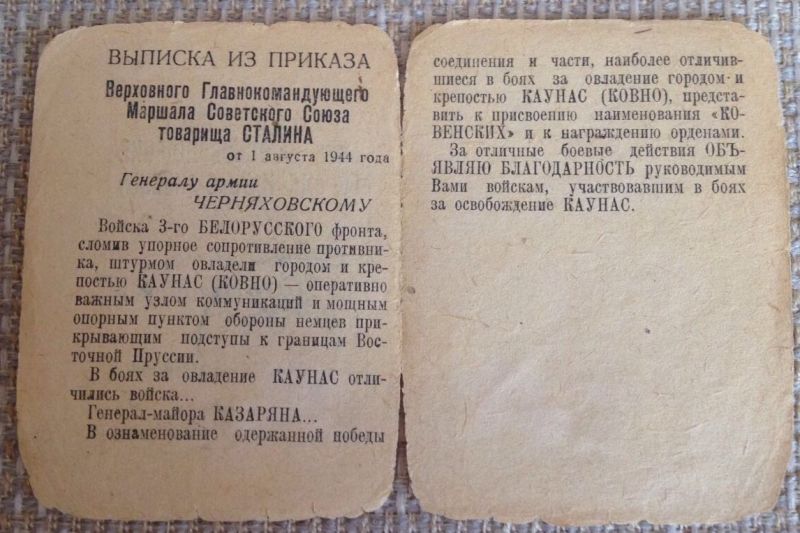 ВЫПИСКА ИЗ ПРИКАЗА
Верховного Главнокомандующего
Маршала Советского Союза
товарища СТАЛИНА
от 1 августа 1944 года
Генералу армии
ЧЕРНЯХОВСКОМУ
Войска 3-го БЕЛОРУССКОГО фронта,
сломив упорное сопротивление противни-
ка, штурмом овладели городом и кре-
постью КАУНАС (КОВНО) — оперативно
важным узлом коммуникаций и мощным
опорным пунктом обороны немцев при-
крывающим подступы к границам Вос-
точной Пруссии.
В боях за овладение КАУНАС отли-
чились войска...
Генерал-майора КАЗАРЯНА...
В ознаменование одержанной победы
соединения и части, наиболее отличив-
шиеся в боях за овладение городом и
крепостью КАУНАС (КОВНО), предста-
вить к присвоению наименования «КО-
ВЕНСКИХ» и к награждению орденами.
За отличные боевые действия ОБЪ-
ЯВЛЯЮ БЛАГОДАРНОСТЬ руководимым
Вами войскам, участвовавшим в боях
за освобождение КАУНАС.